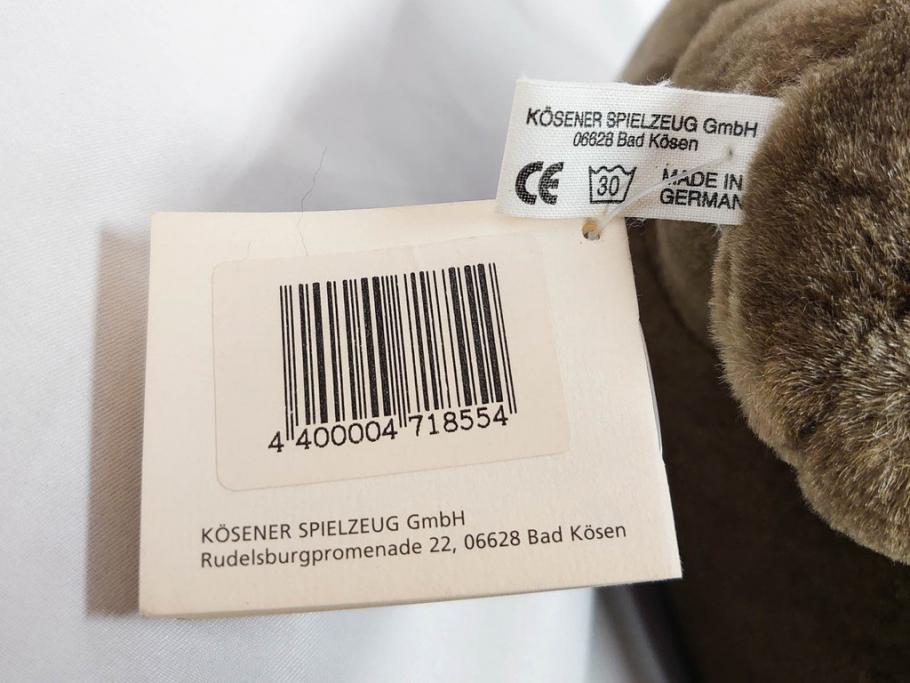 KÖSENER SPIELZEUG GmbH
06628 Bad Kösen
CE 30 MADE IN
GERMAN
4 400004 718554
KÖSENER SPIELZEUG GmbH
Rudelsburgpromenade 22, 06628 Bad Kösen